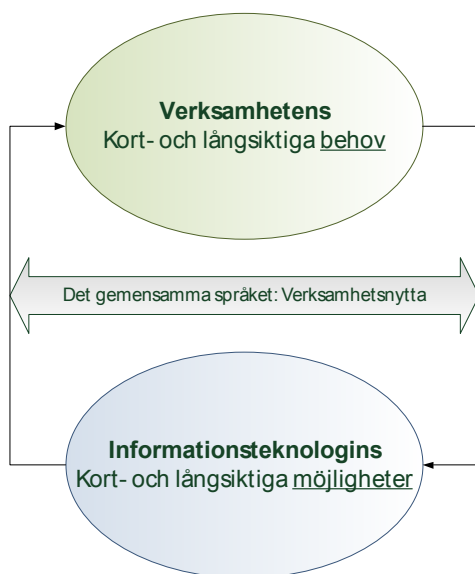 Verksamhetens
Kort- och långsiktiga behov
Det gemensamma språket: Verksamhetsnytta
Informationsteknologins
Kort- och långsiktiga möjligheter